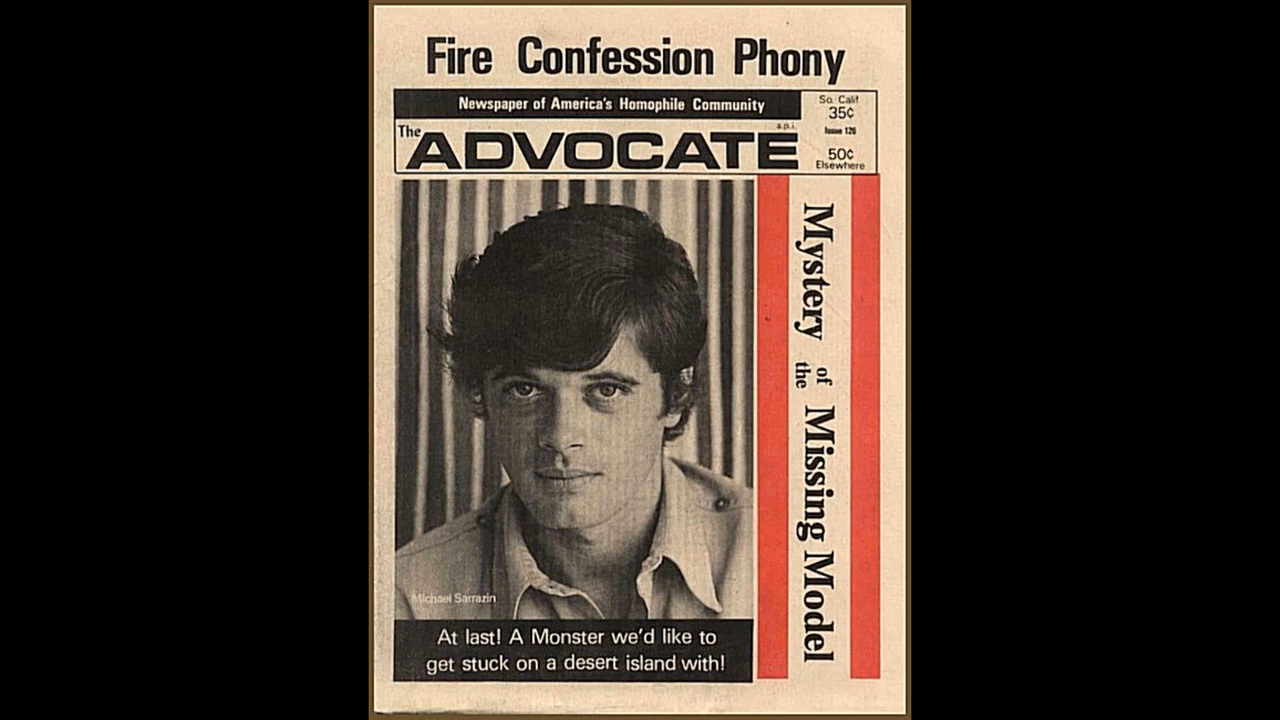 Fire Confession Phony
Newspaper of America's Homophile Community
So. Calif
35¢
Issue 126
50¢
Elsewhere
a.p.i.
The
ADVOCATE
Mystery of the Missing Model
Michael Sarrazin
At last! A Monster we'd like to
get stuck on a desert island with!